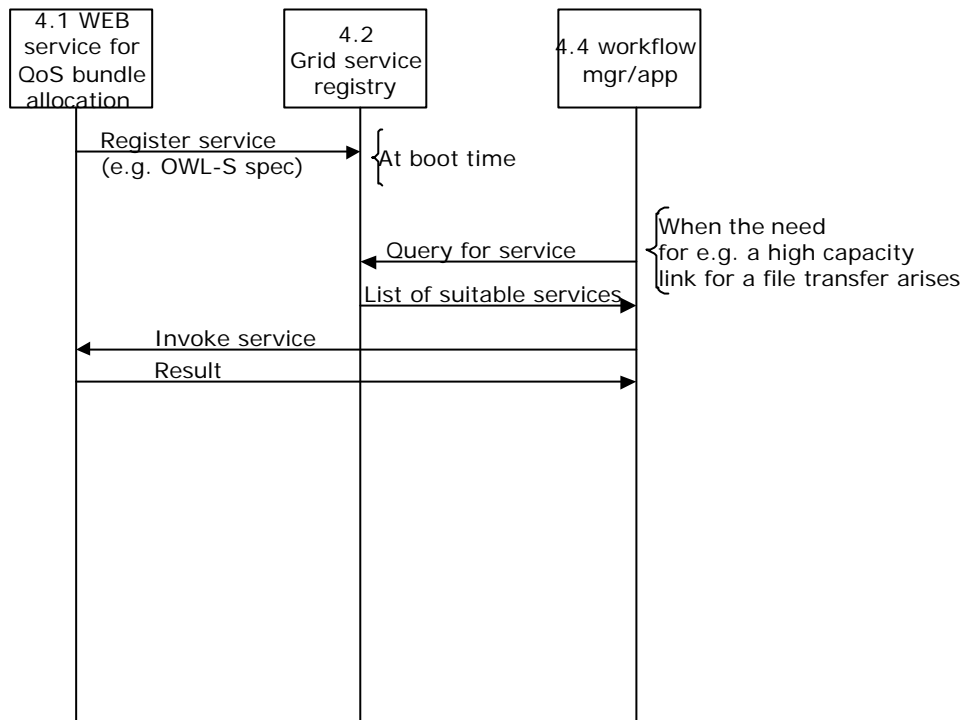 4.1 WEB
service for
QoS bundle
allocation
4.2
Grid service
registry
4.4 workflow
mgr/app
Register service
(e.g. OWL-S spec)
At boot time
When the need
for e.g. a high capacity
link for a file transfer arises
Query for service
List of suitable services
Invoke service
Result